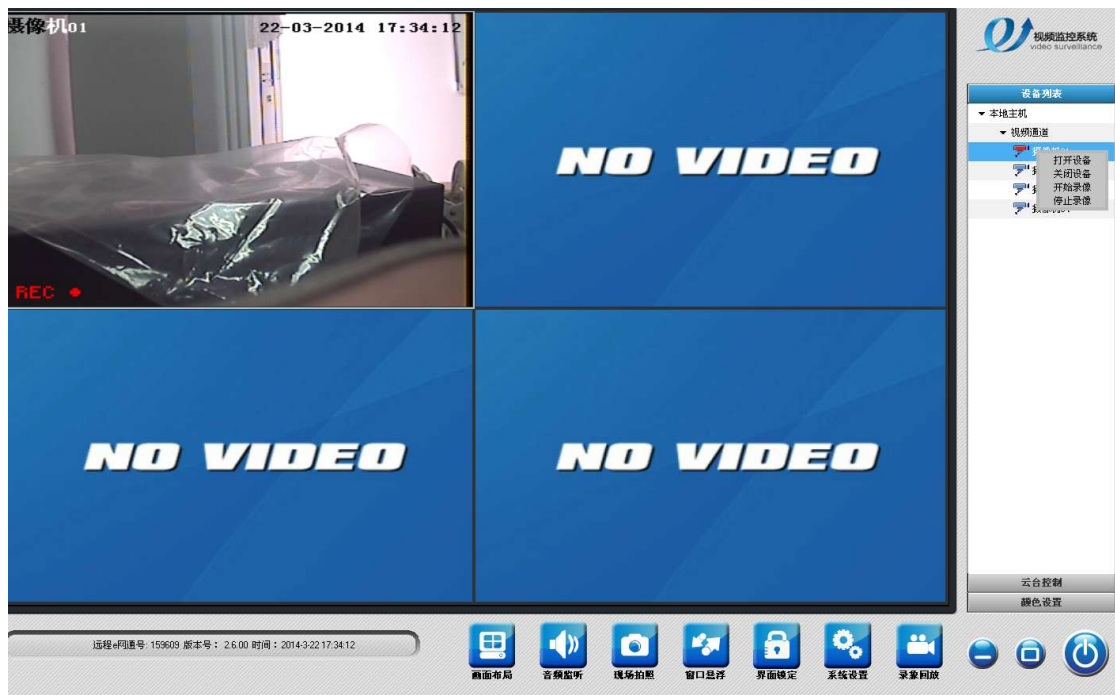 摄像机01
22-03-2014 17:34:12
REC
NO VIDEO
NO VIDEO
NO VIDEO
视频监控系统
video surveillance
设备列表
本地主机
视频通道
打开设备
关闭设备
开始录像
停止录像
云台控制
颜色设置
远程e网通号: 159609 版本号: 2.6.00 时间: 2014-3-22 17:34:12
画面布局
音频监听
现场拍照
窗口悬浮
界面锁定
系统设置
录象回放